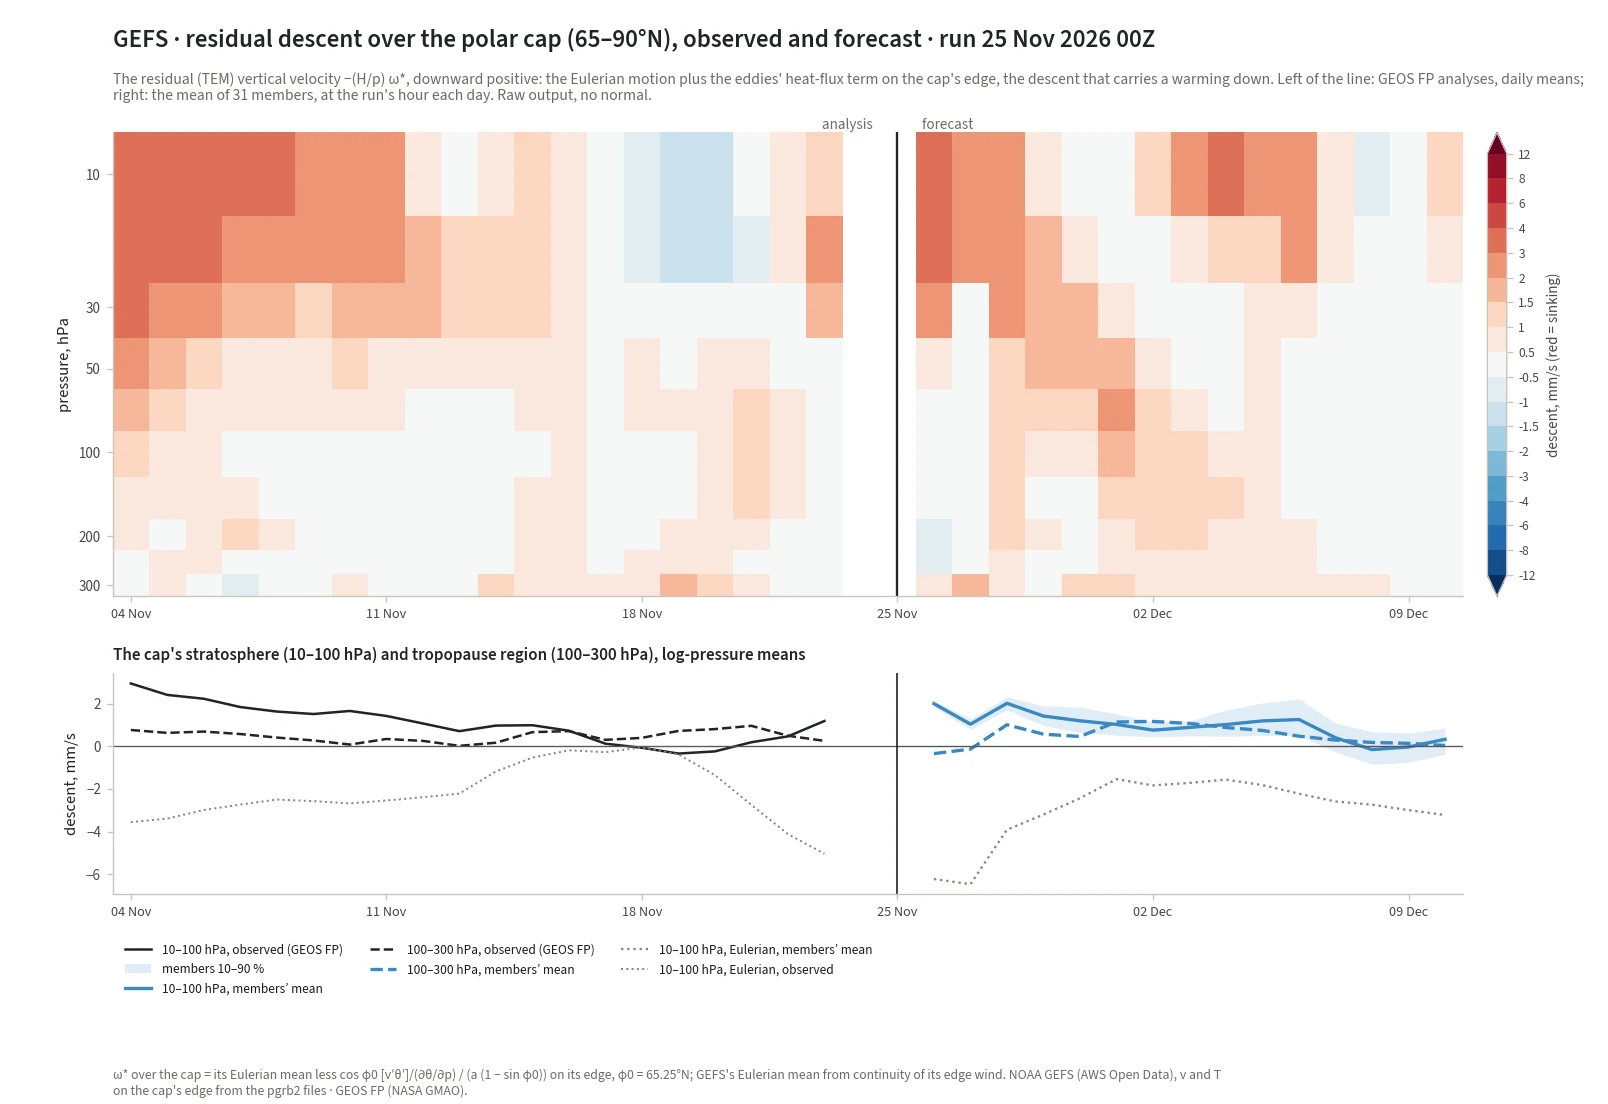 GEFS · residual descent over the polar cap (65–90°N), observed and forecast · run 25 Nov 2026 00Z
The residual (TEM) vertical velocity −(H/p) ω*, downward positive: the Eulerian motion plus the eddies' heat-flux term on the cap's edge, the descent that carries a warming down. Left of the line: GEOS FP analyses, daily means;
right: the mean of 31 members, at the run's hour each day. Raw output, no normal.
analysis
forecast
pressure, hPa
10
30
50
100
200
300
04 Nov
11 Nov
18 Nov
25 Nov
02 Dec
09 Dec
12
8
6
4
3
2
1.5
1
0.5
-0.5
-1
-1.5
-2
-3
-4
-6
-8
-12
descent, mm/s (red = sinking)
The cap's stratosphere (10–100 hPa) and tropopause region (100–300 hPa), log-pressure means
descent, mm/s
2
0
−2
−4
−6
04 Nov
11 Nov
18 Nov
25 Nov
02 Dec
09 Dec
10–100 hPa, observed (GEOS FP)
members 10–90 %
10–100 hPa, members’ mean
100–300 hPa, observed (GEOS FP)
100–300 hPa, members’ mean
10–100 hPa, Eulerian, members’ mean
10–100 hPa, Eulerian, observed
ω* over the cap = its Eulerian mean less cos ϕ0 [v′θ′]/(∂θ/∂p) / (a (1 − sin ϕ0)) on its edge, ϕ0 = 65.25°N; GEFS's Eulerian mean from continuity of its edge wind. NOAA GEFS (AWS Open Data), v and T
on the cap's edge from the pgrb2 files · GEOS FP (NASA GMAO).